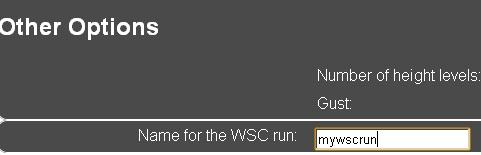 Other Options
Number of height levels:
Gust:
Name for the WSC run: mywscrun